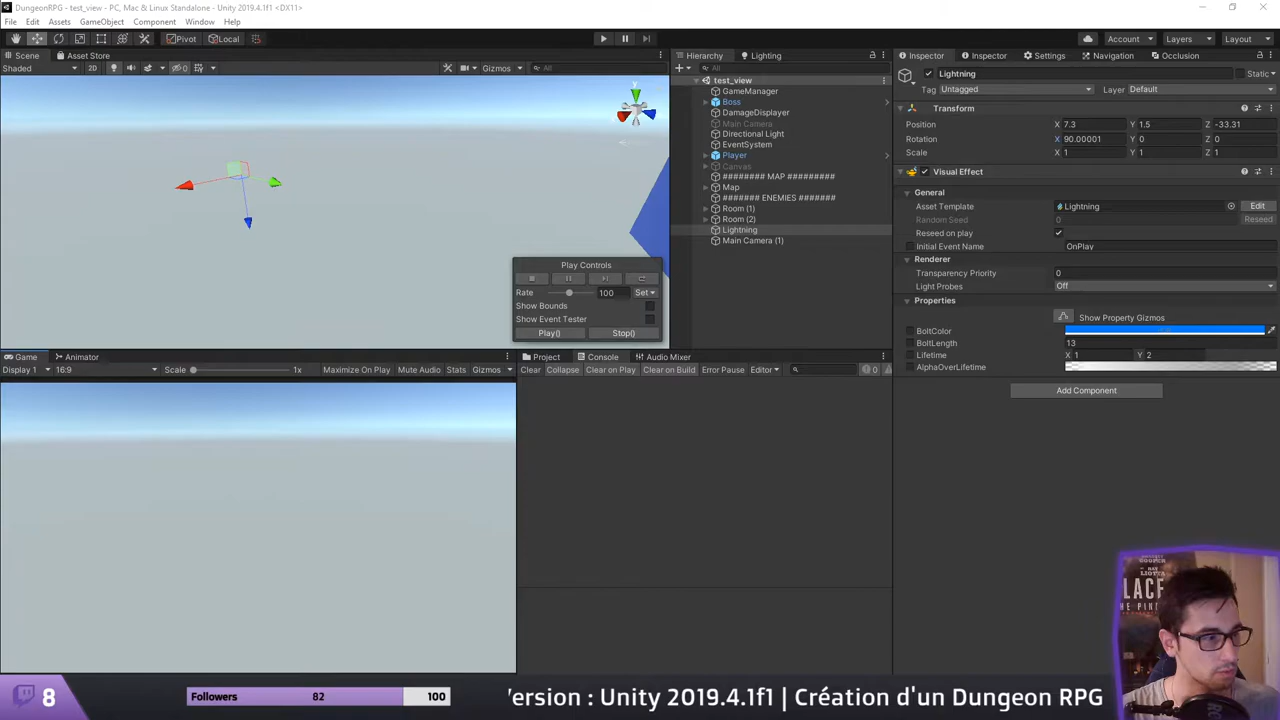 DungeonRPG - test_view - PC, Mac & Linux Standalone - Unity 2019.4.1f1 <DX11>
File Edit Assets GameObject Component Window Help
Pivot Local Account Layers Layout
Scene Asset Store
Shaded 2D 0 Gizmos All
y
Play Controls
Rate 100 Set
Show Bounds
Show Event Tester
Play() Stop()
Hierarchy Lighting
All
test_view
GameManager
Boss
DamageDisplayer
Main Camera
Directional Light
EventSystem
Player
Canvas
######## MAP #########
Map
####### ENEMIES #######
Room (1)
Room (2)
Lightning
Main Camera (1)
Inspector Inspector Settings Navigation Occlusion
Lightning Static
Tag Untagged Layer Default
Transform
Position X 7.3 Y 1.5 Z -33.31
Rotation X 90.00001 Y 0 Z 0
Scale X 1 Y 1 Z 1
Visual Effect
General
Asset Template Lightning Edit
Random Seed 0 Reseed
Reseed on play
Initial Event Name OnPlay
Renderer
Transparency Priority 0
Light Probes Off
Properties
Show Property Gizmos
BoltColor
BoltLength 13
Lifetime X 1 Y 2
AlphaOverLifetime
Add Component
Game Animator
Display 1 16:9 Scale 1x Maximize On Play Mute Audio Stats Gizmos
Project Console Audio Mixer
Clear Collapse Clear on Play Clear on Build Error Pause Editor 0
COOPER
RAY
LIOTTA
PLACE
THE PIN
8 Followers 82 100 Version : Unity 2019.4.1f1 | Création d'un Dungeon RPG